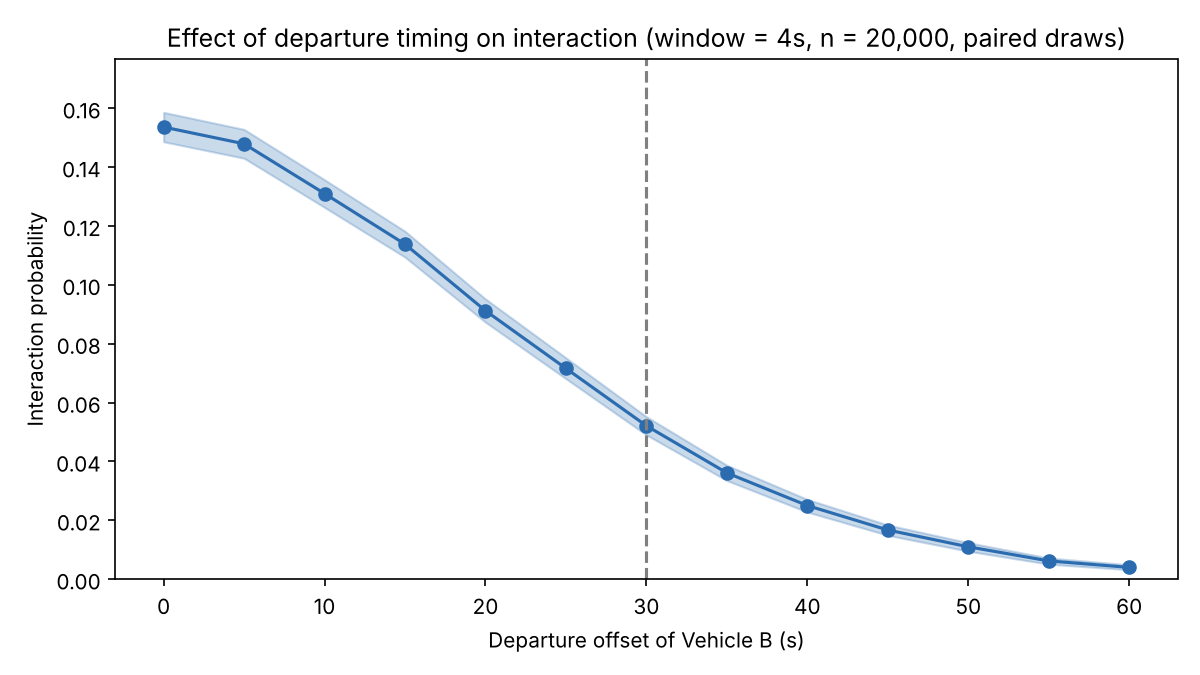 Effect of departure timing on interaction (window = 4s, n = 20,000, paired draws)
Interaction probability
0.16
0.14
0.12
0.10
0.08
0.06
0.04
0.02
0.00
0 10 20 30 40 50 60
Departure offset of Vehicle B (s)